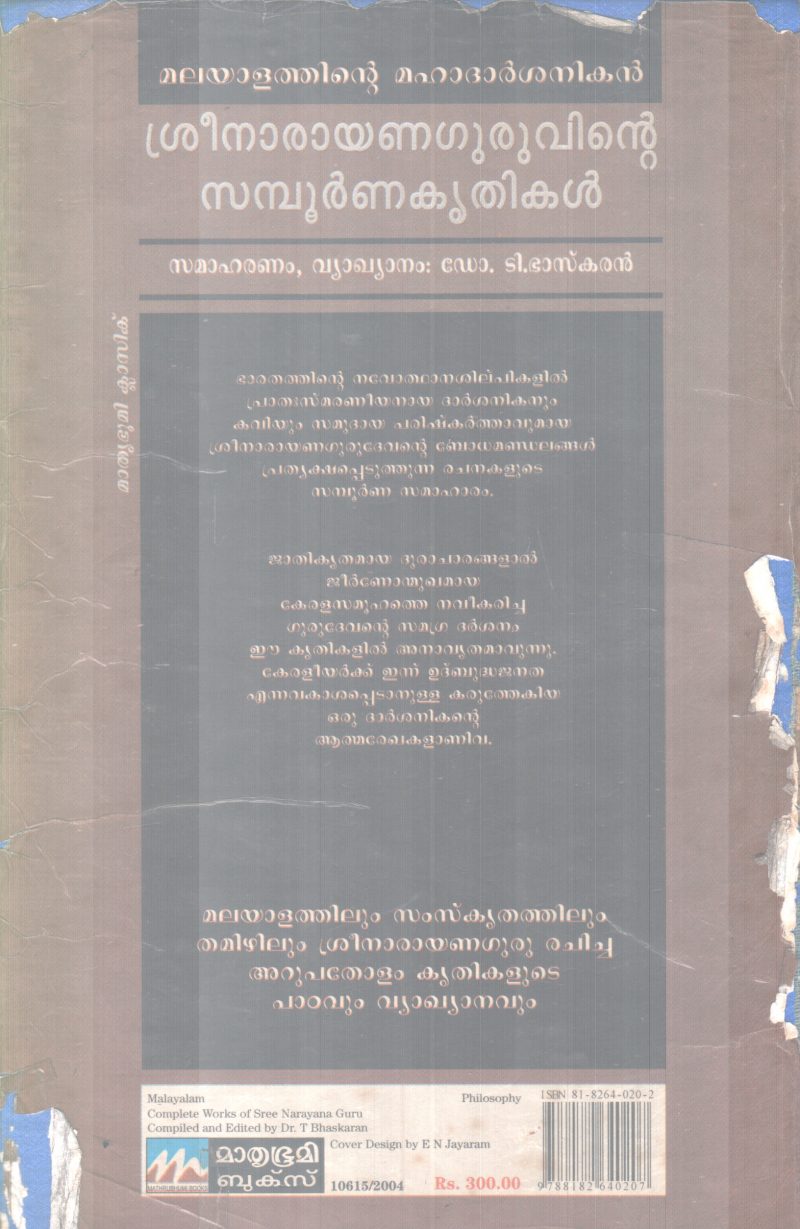 മലയാളത്തിന്റെ മഹാദാർശനികൻ
ശ്രീനാരായണഗുരുവിന്റെ
സമ്പൂർണകൃതികൾ
സമാഹരണം, വ്യാഖ്യാനം: ഡോ. ടി.ഭാസ്കരൻ
മാതൃഭൂമി ക്ലാസിക്
ഭാരതത്തിന്റെ നവോത്ഥാനശില്പികളിൽ
പ്രാതഃസ്മരണീയനായ ദാർശനികനും
കവിയും സമുദായ പരിഷ്കർത്താവുമായ
ശ്രീനാരായണഗുരുദേവന്റെ ബോധമണ്ഡലങ്ങൾ
പ്രത്യക്ഷപ്പെടുത്തുന്ന രചനകളുടെ
സമ്പൂർണ സമാഹാരം.
ജാതികൃതമായ ദുരാചാരങ്ങളാൽ
ജീർണോന്മുഖമായ
കേരളസമൂഹത്തെ നവീകരിച്ച
ഗുരുദേവന്റെ സമഗ്ര ദർശനം
ഈ കൃതികളിൽ അനാവൃതമാവുന്നു.
കേരളീയർക്ക് ഇന്ന് ഉദ്ബുദ്ധജനത
എന്നവകാശപ്പെടാനുള്ള കരുത്തേകിയ
ഒരു ദാർശനികന്റെ
ആത്മരേഖകളാണിവ.
മലയാളത്തിലും സംസ്കൃതത്തിലും
തമിഴിലും ശ്രീനാരായണഗുരു രചിച്ച
അറുപതോളം കൃതികളുടെ
പാഠവും വ്യാഖ്യാനവും
Malayalam Philosophy
Complete Works of Sree Narayana Guru
Compiled and Edited by Dr. T Bhaskaran
Cover Design by E N Jayaram
മാതൃഭൂമി
ബുക്സ്
MATHRUBHUMI BOOKS
10615/2004 Rs. 300.00
ISBN 81-8264-020-2
9788182640207